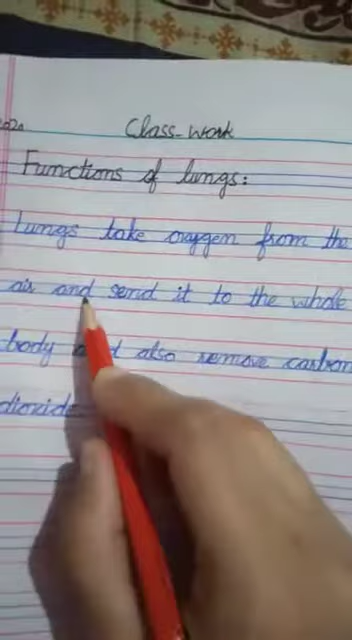 Class-work
Functions of lungs:
Lungs take oxygen from the
air and send it to the whole
body and also remove carbon
dioxide